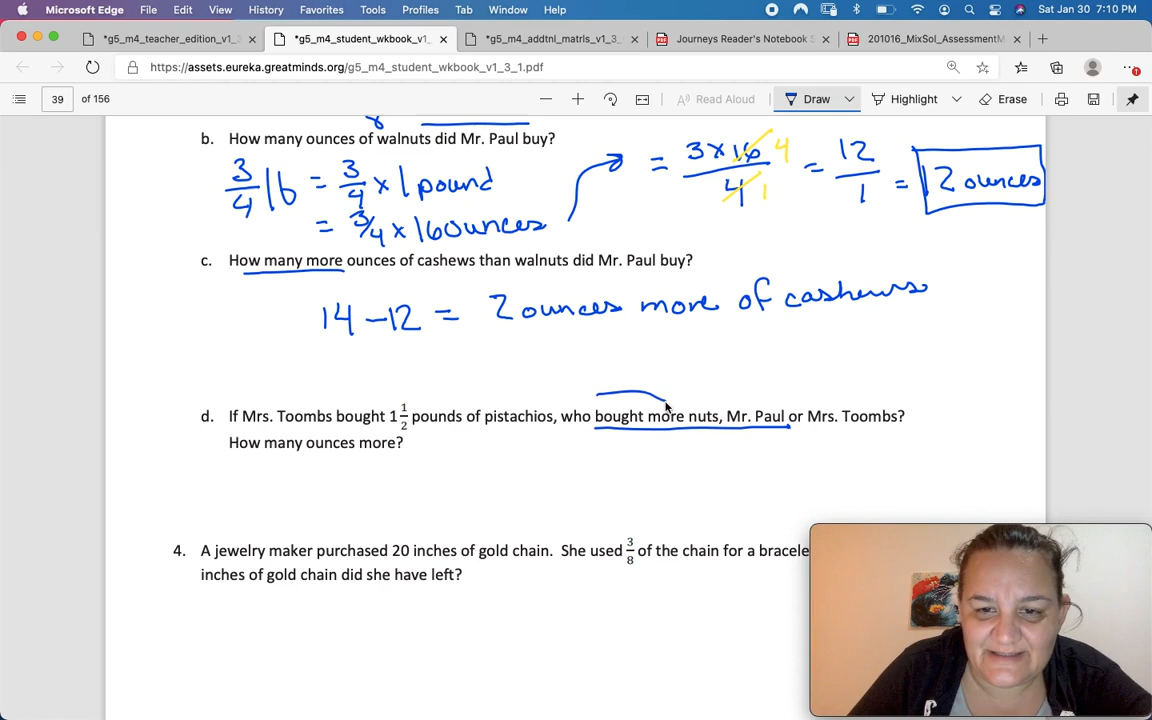 Microsoft Edge File Edit View History Favorites Tools Profiles Tab Window Help Sat Jan 30 7:10 PM
*g5_m4_teacher_edition_v1_3 *g5_m4_student_wkbook_v1_ *g5_m4_addtnl_matrls_v1_3_ Journeys Reader's Notebook 201016_MixSol_Assessment
https://assets.eureka.greatminds.org/g5_m4_student_wkbook_v1_3_1.pdf
39 of 156 Read Aloud Draw Highlight Erase
b. How many ounces of walnuts did Mr. Paul buy?
3/4 lb = 3/4 x 1 pound
= 3/4 x 16 ounces
= 3 x 16 4 / 4 1 = 12/1 = 12 ounces
c. How many more ounces of cashews than walnuts did Mr. Paul buy?
14 - 12 = 2 ounces more of cashews
d. If Mrs. Toombs bought 1 1/2 pounds of pistachios, who bought more nuts, Mr. Paul or Mrs. Toombs?
How many ounces more?
4. A jewelry maker purchased 20 inches of gold chain. She used 3/8 of the chain for a bracele
inches of gold chain did she have left?